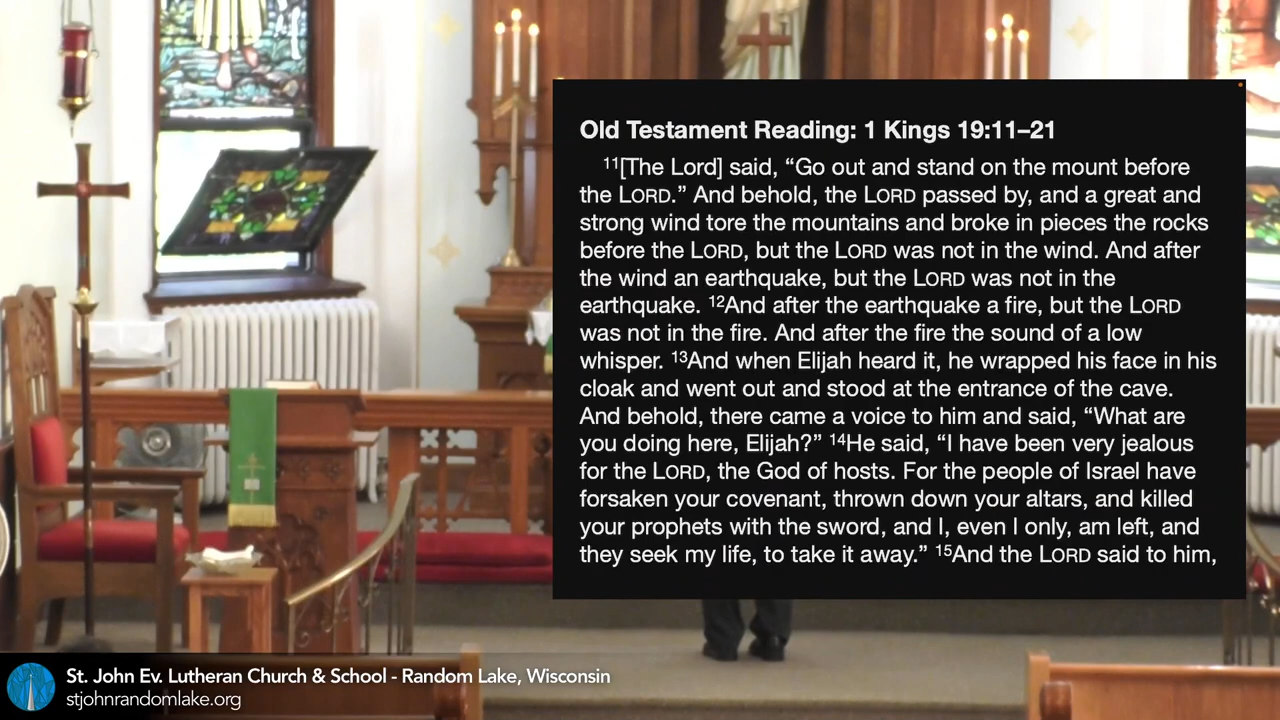 Old Testament Reading: 1 Kings 19:11–21
¹¹[The Lord] said, “Go out and stand on the mount before
the LORD.” And behold, the LORD passed by, and a great and
strong wind tore the mountains and broke in pieces the rocks
before the LORD, but the LORD was not in the wind. And after
the wind an earthquake, but the LORD was not in the
earthquake. ¹²And after the earthquake a fire, but the LORD
was not in the fire. And after the fire the sound of a low
whisper. ¹³And when Elijah heard it, he wrapped his face in his
cloak and went out and stood at the entrance of the cave.
And behold, there came a voice to him and said, “What are
you doing here, Elijah?” ¹⁴He said, “I have been very jealous
for the LORD, the God of hosts. For the people of Israel have
forsaken your covenant, thrown down your altars, and killed
your prophets with the sword, and I, even I only, am left, and
they seek my life, to take it away.” ¹⁵And the LORD said to him,
St. John Ev. Lutheran Church & School - Random Lake, Wisconsin
stjohnrandomlake.org